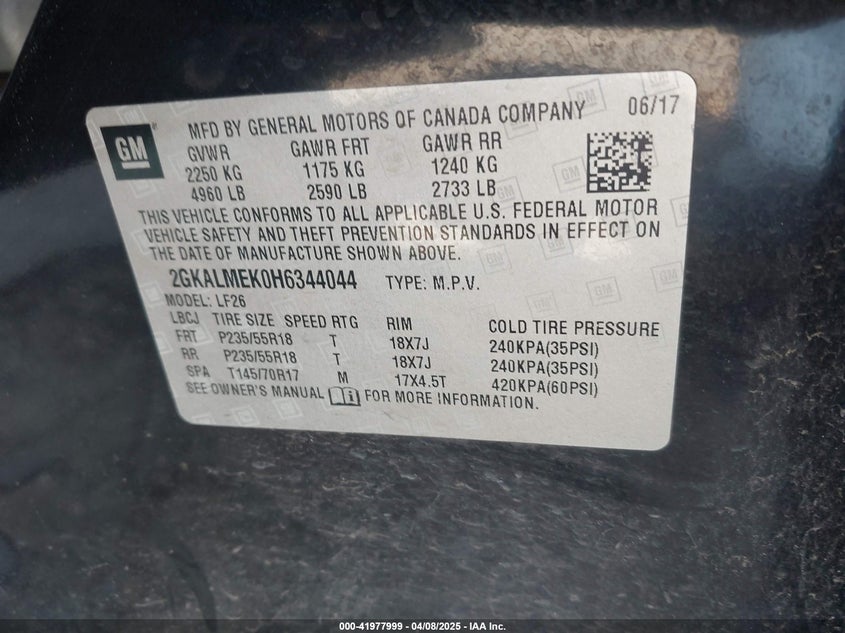 GM
MFD BY GENERAL MOTORS OF CANADA COMPANY 06/17
GVWR GAWR FRT GAWR RR
2250 KG 1175 KG 1240 KG
4960 LB 2590 LB 2733 LB
THIS VEHICLE CONFORMS TO ALL APPLICABLE U.S. FEDERAL MOTOR
VEHICLE SAFETY AND THEFT PREVENTION STANDARDS IN EFFECT ON
THE DATE OF MANUFACTURE SHOWN ABOVE.
2GKALMEK0H6344044 TYPE: M.P.V.
MODEL: LF26
LBCJ TIRE SIZE SPEED RTG RIM COLD TIRE PRESSURE
FRT P235/55R18 T 18X7J 240KPA(35PSI)
RR P235/55R18 T 18X7J 240KPA(35PSI)
SPA T145/70R17 M 17X4.5T 420KPA(60PSI)
SEE OWNER'S MANUAL FOR MORE INFORMATION.
000-41977999 | 04/08/2025 - IAA Inc.